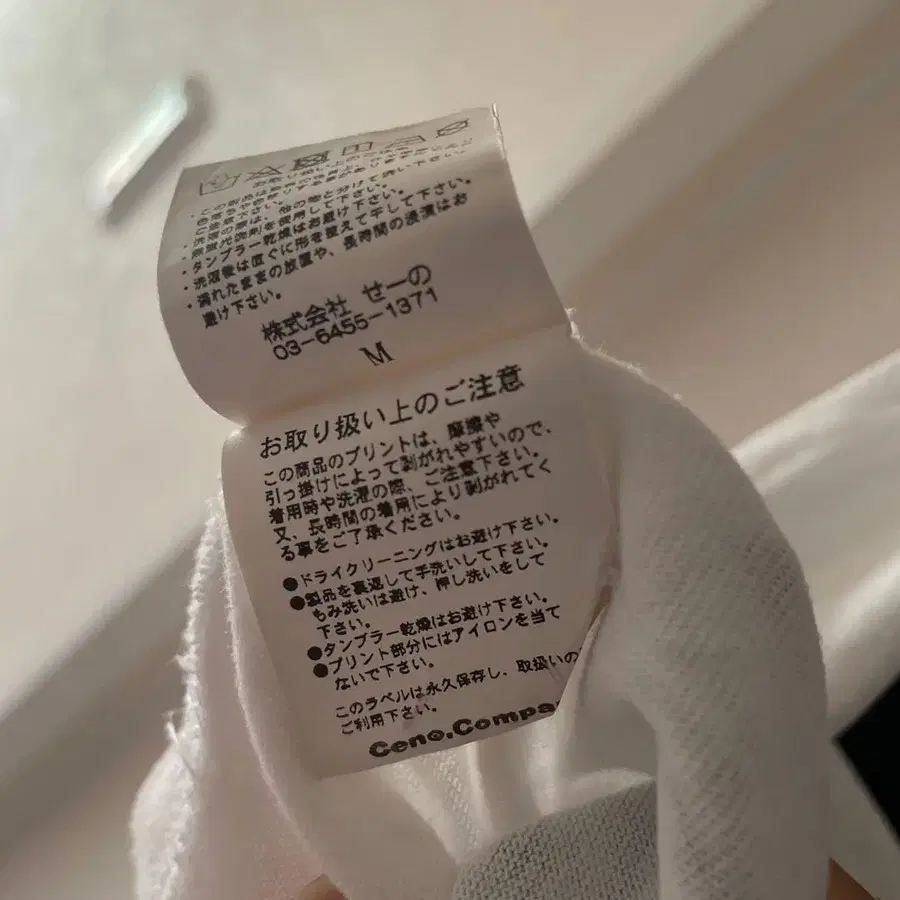 ・洗濯の際は、他の物と分けて洗い下さい。
・無蛍光洗剤を使用して下さい。
・タンブラー乾燥はお避け下さい。
・洗濯後は直ぐに形を整えて干して下さい。
・濡れたままの放置や、長時間の浸漬はお
避け下さい。
株式会社 せーの
03-6455-1371
M
お取り扱い上のご注意
この商品のプリントは、摩擦や
引っ掛けによって剥がれやすいので、
着用時や洗濯の際、ご注意下さい。
又、長時間の着用により剥がれてく
る事をご了承ください。
●ドライクリーニングはお避け下さい。
●製品を裏返して手洗いして下さい。
もみ洗いは避け、押し洗いをして
下さい。
●タンブラー乾燥はお避け下さい。
●プリント部分にはアイロンを当て
ないで下さい。
このラベルは永久保存し、取扱いの
ご利用下さい。
Ceno.Compa